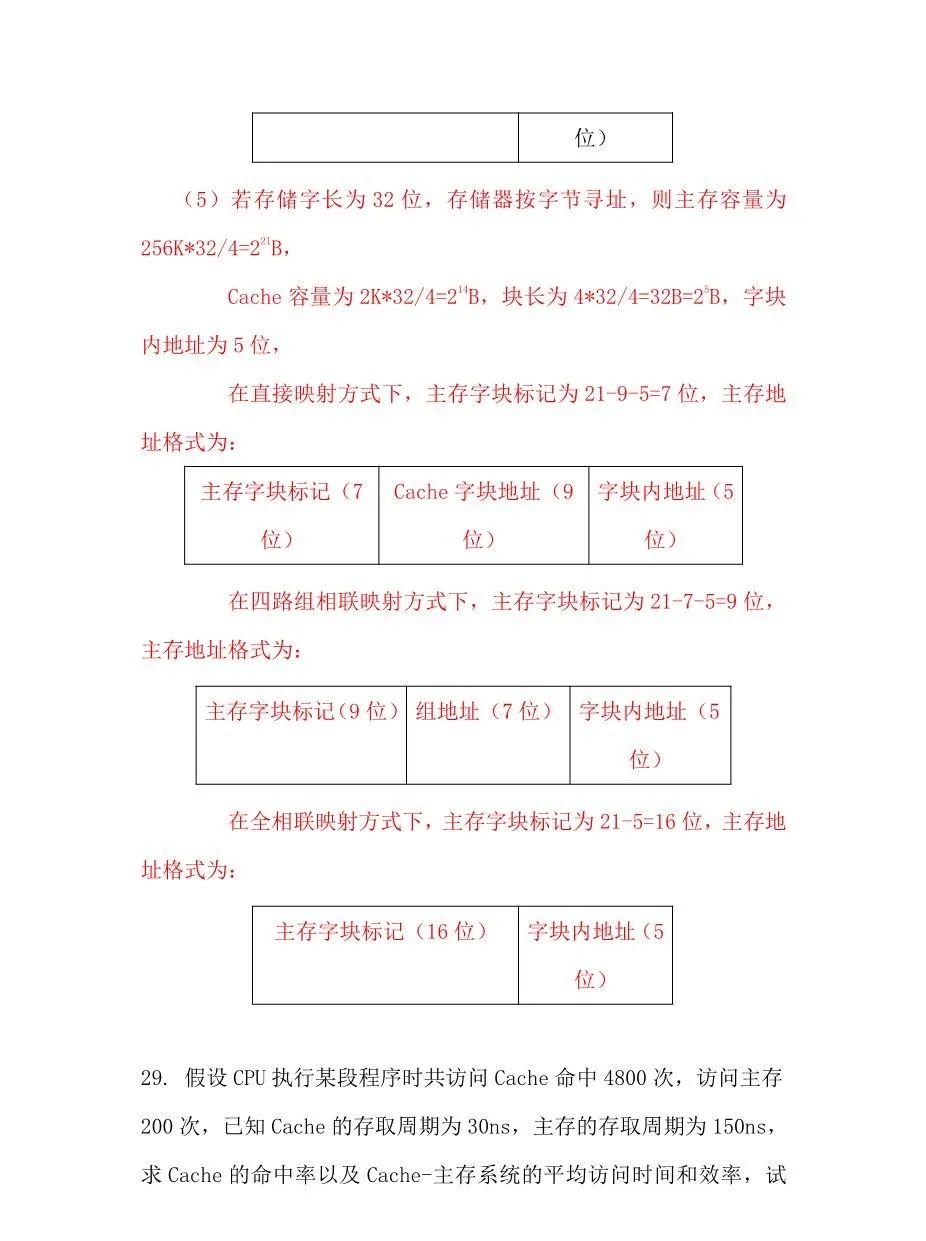 位）
（5）若存储字长为 32 位，存储器按字节寻址，则主存容量为
256K*32/4=2²¹B，
Cache 容量为 2K*32/4=2¹⁴B，块长为 4*32/4=32B=2⁵B，字块
内地址为 5 位，
在直接映射方式下，主存字块标记为 21-9-5=7 位，主存地
址格式为：
主存字块标记（7 Cache 字块地址（9 字块内地址（5
位） 位） 位）
在四路组相联映射方式下，主存字块标记为 21-7-5=9 位，
主存地址格式为：
主存字块标记（9 位） 组地址（7 位） 字块内地址（5
位）
在全相联映射方式下，主存字块标记为 21-5=16 位，主存地
址格式为：
主存字块标记（16 位） 字块内地址（5
位）
29. 假设 CPU 执行某段程序时共访问 Cache 命中 4800 次，访问主存
200 次，已知 Cache 的存取周期为 30ns，主存的存取周期为 150ns，
求 Cache 的命中率以及 Cache-主存系统的平均访问时间和效率，试